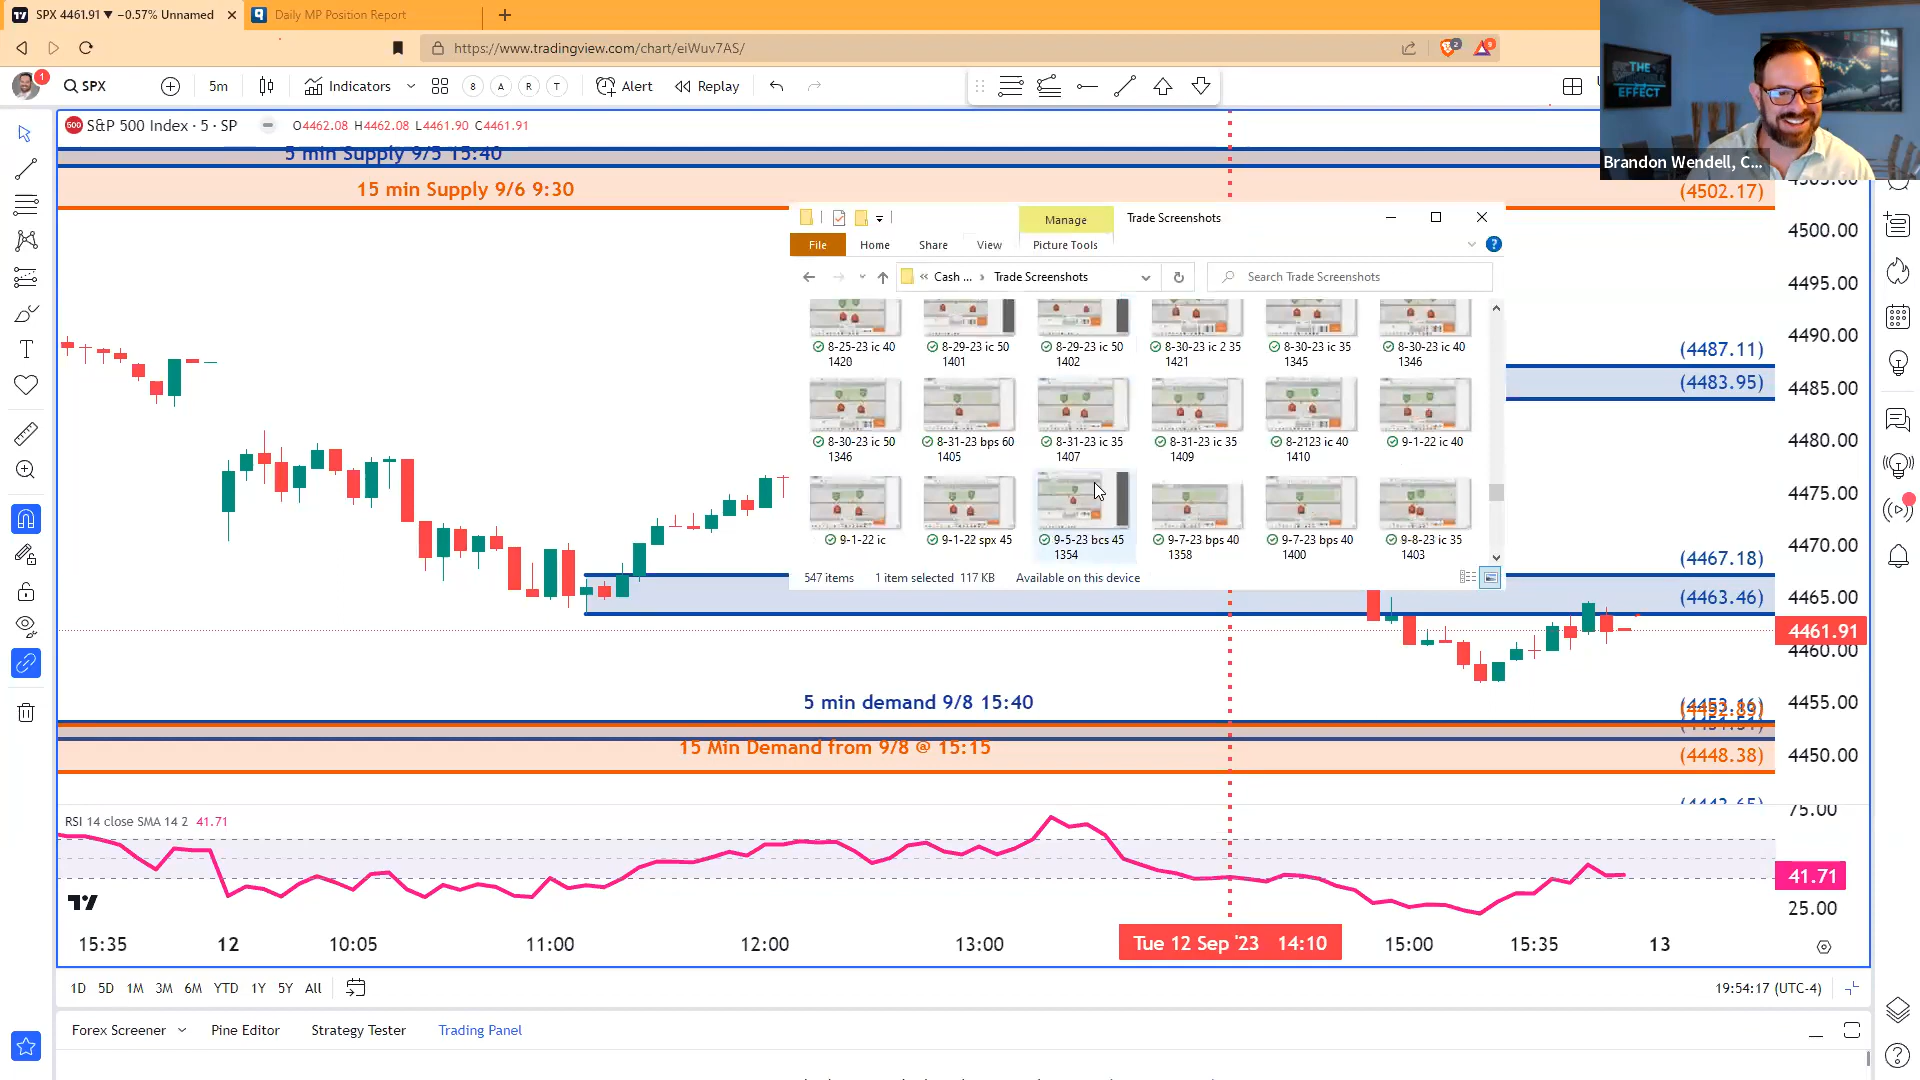 SPX 4461.91 ▼ −0.57% Unnamed
Daily MP Position Report
https://www.tradingview.com/chart/eiWuv7AS/
THE
EFFECT
Brandon Wendell, C...
1
SPX
5m
Indicators
8
A
R
T
Alert
Replay
500
S&P 500 Index · 5 · SP
O4462.08 H4462.08 L4461.90 C4461.91
5 min Supply 9/5 15:40
15 min Supply 9/6 9:30
(4502.17)
4500.00
4495.00
4490.00
(4487.11)
4485.00
(4483.95)
4480.00
4475.00
4470.00
(4467.18)
4465.00
(4463.46)
4461.91
4460.00
4455.00
4450.00
(4448.38)
Manage
Trade Screenshots
File
Home
Share
View
Picture Tools
« Cash ... › Trade Screenshots
Search Trade Screenshots
8-25-23 ic 40 1420
8-29-23 ic 50 1401
8-29-23 ic 50 1402
8-30-23 ic 2 35 1421
8-30-23 ic 35 1345
8-30-23 ic 40 1346
8-30-23 ic 50 1346
8-31-23 bps 60 1405
8-31-23 ic 35 1407
8-31-23 ic 35 1409
8-2123 ic 40 1410
9-1-22 ic 40
9-1-22 ic
9-1-22 spx 45
9-5-23 bcs 45 1354
9-7-23 bps 40 1358
9-7-23 bps 40 1400
9-8-23 ic 35 1403
547 items
1 item selected 117 KB
Available on this device
5 min demand 9/8 15:40
15 Min Demand from 9/8 @ 15:15
RSI 14 close SMA 14 2 41.71
75.00
41.71
25.00
15:35
12
10:05
11:00
12:00
13:00
Tue 12 Sep '23 14:10
15:00
15:35
13
1D
5D
1M
3M
6M
YTD
1Y
5Y
All
19:54:17 (UTC-4)
Forex Screener
Pine Editor
Strategy Tester
Trading Panel